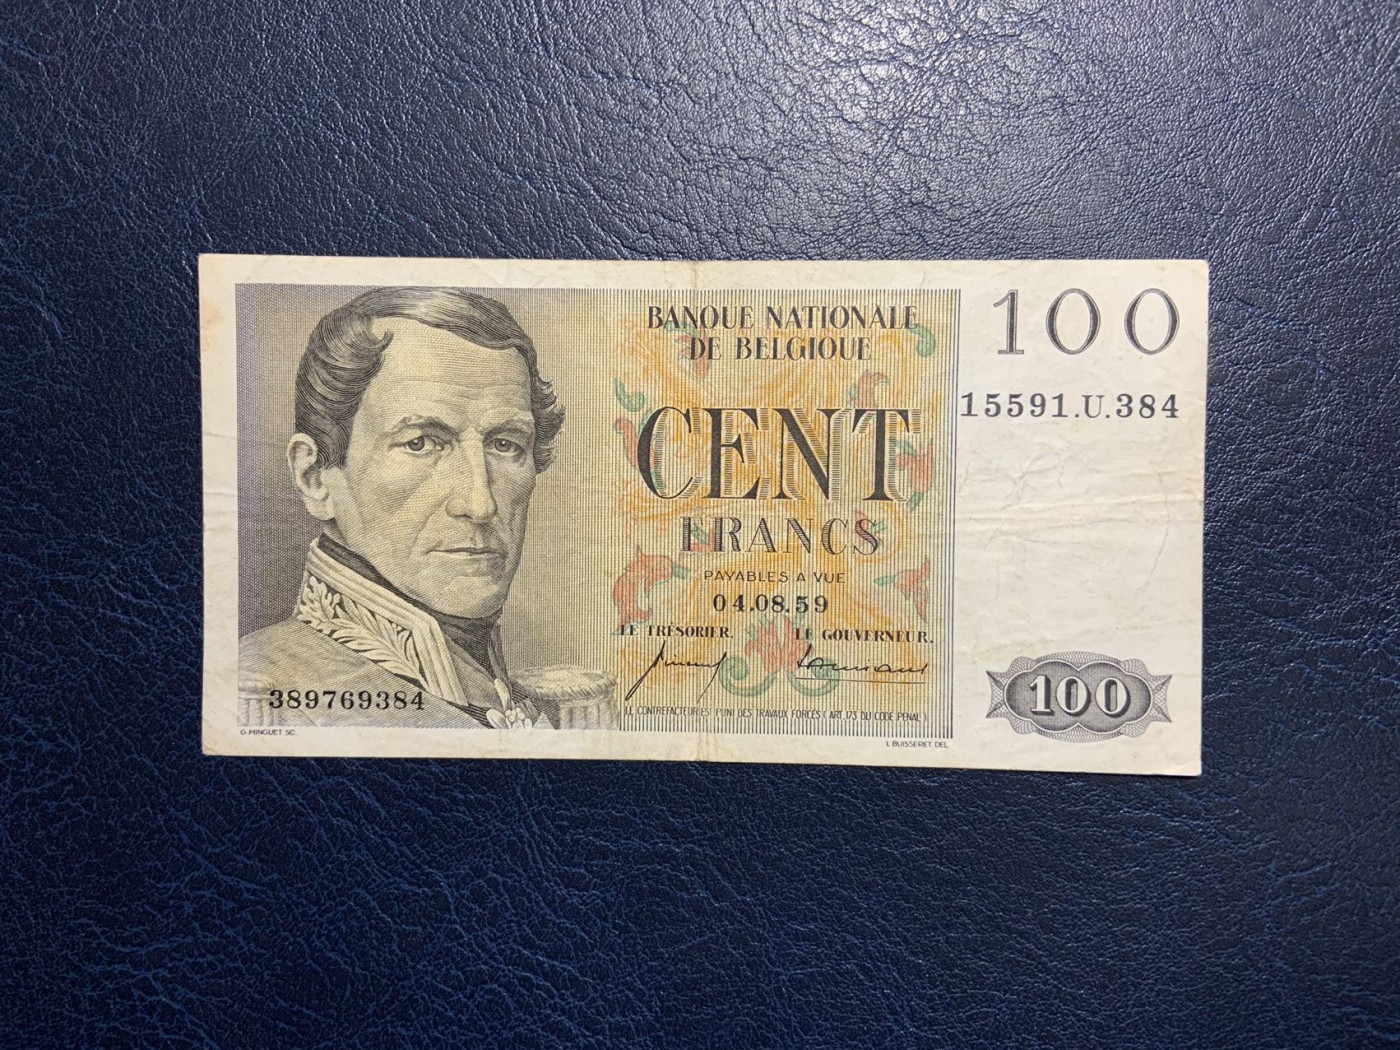 BANQUE NATIONALE
DE BELGIQUE
100
15591.U.384
CENT
FRANCS
PAYABLES A VUE
04.08.59
LE TRÉSORIER.
LE GOUVERNEUR.
389769384
LE CONTREFACTEUR EST PUNI DES TRAVAUX FORCES (ART. 173 DU CODE PENAL)
100
G. MINGUET SC.
L. BUISSERET DEL.